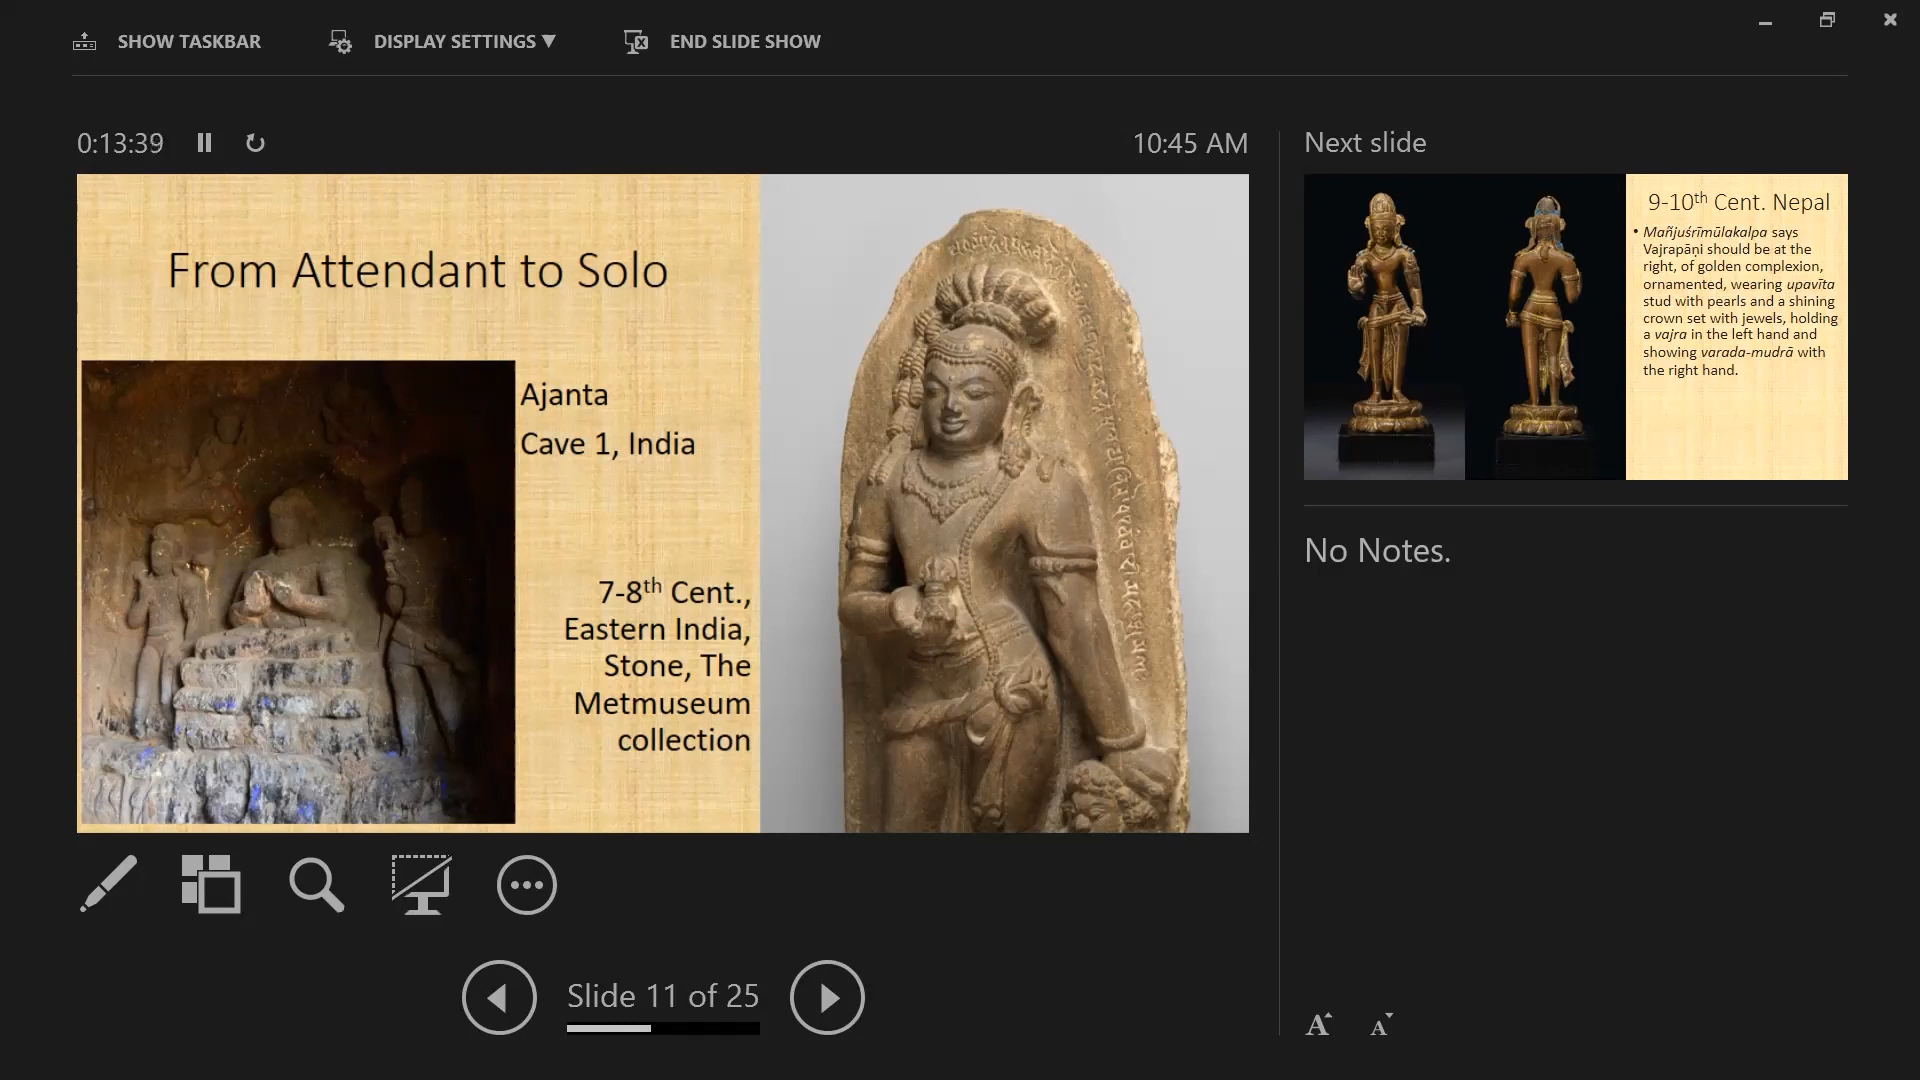 SHOW TASKBAR
DISPLAY SETTINGS ▼
END SLIDE SHOW
0:13:39
10:45 AM
From Attendant to Solo
Ajanta
Cave 1, India
7-8th Cent.,
Eastern India,
Stone, The
Metmuseum
collection
Slide 11 of 25
Next slide
9-10th Cent. Nepal
• Mañjuśrīmūlakalpa says
Vajrapāṇi should be at the
right, of golden complexion,
ornamented, wearing upavīta
stud with pearls and a shining
crown set with jewels, holding
a vajra in the left hand and
showing varada-mudrā with
the right hand.
No Notes.
A A